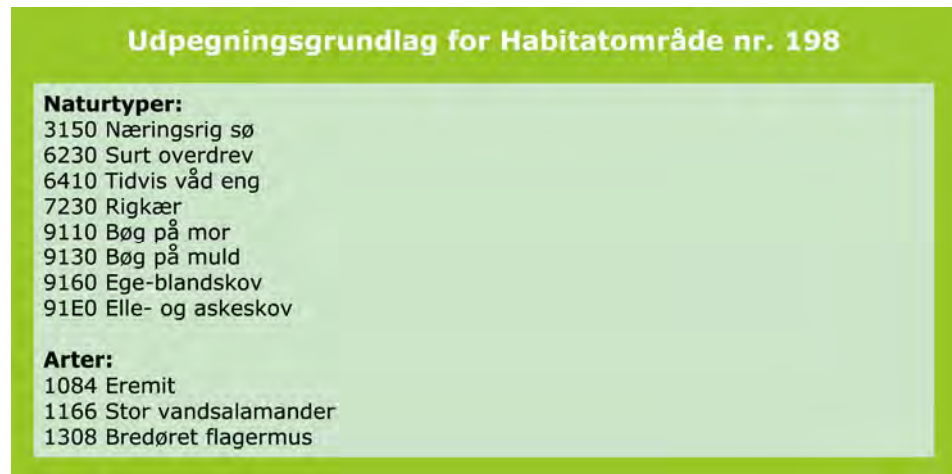 Udpegningsgrundlag for Habitatområde nr. 198
Naturtyper:
3150 Næringsrig sø
6230 Surt overdrev
6410 Tidvis våd eng
7230 Rigkær
9110 Bøg på mor
9130 Bøg på muld
9160 Ege-blandskov
91E0 Elle- og askeskov
Arter:
1084 Eremit
1166 Stor vandsalamander
1308 Bredøret flagermus